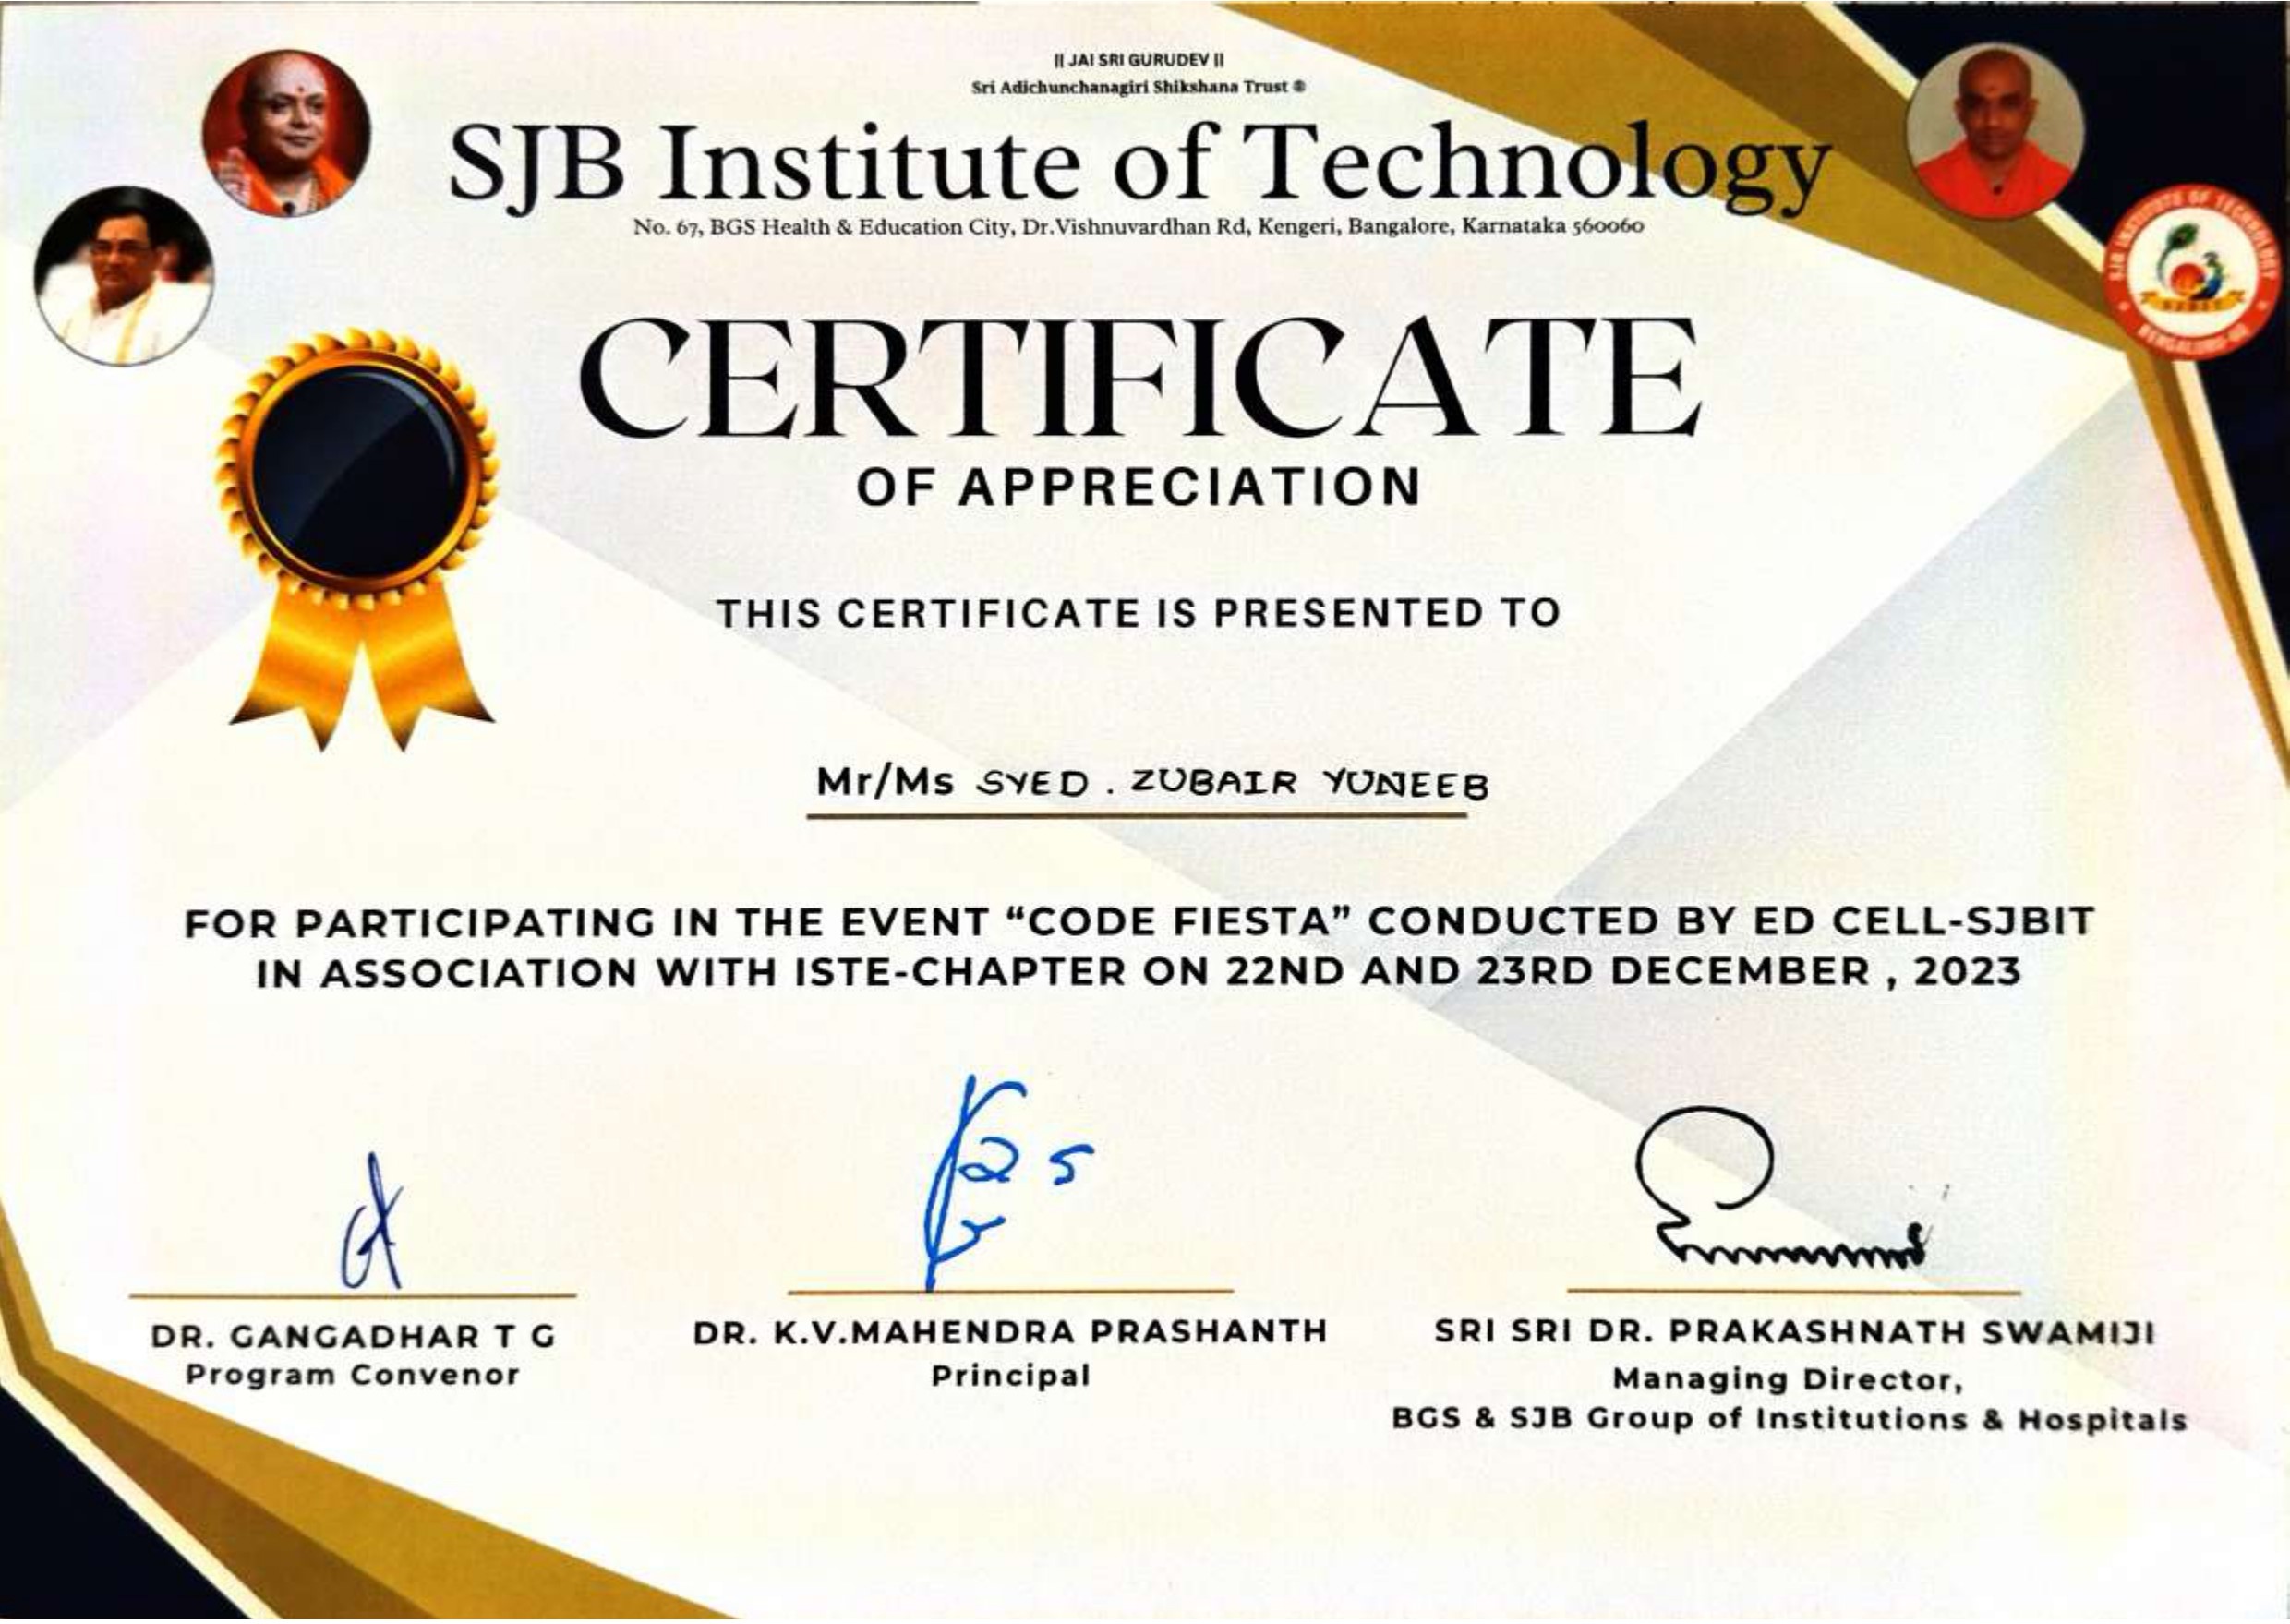 || JAI SRI GURUDEV ||
Sri Adichunchanagiri Shikshana Trust ®
SJB Institute of Technology
No. 67, BGS Health & Education City, Dr.Vishnuvardhan Rd, Kengeri, Bangalore, Karnataka 560060
SJB INSTITUTE OF TECHNOLOGY
BENGALURU-60
CERTIFICATE
OF APPRECIATION
THIS CERTIFICATE IS PRESENTED TO
Mr/Ms SYED . ZUBAIR YUNEEB
FOR PARTICIPATING IN THE EVENT “CODE FIESTA” CONDUCTED BY ED CELL-SJBIT
IN ASSOCIATION WITH ISTE-CHAPTER ON 22ND AND 23RD DECEMBER , 2023
DR. GANGADHAR T G
Program Convenor
DR. K.V.MAHENDRA PRASHANTH
Principal
SRI SRI DR. PRAKASHNATH SWAMIJI
Managing Director,
BGS & SJB Group of Institutions & Hospitals